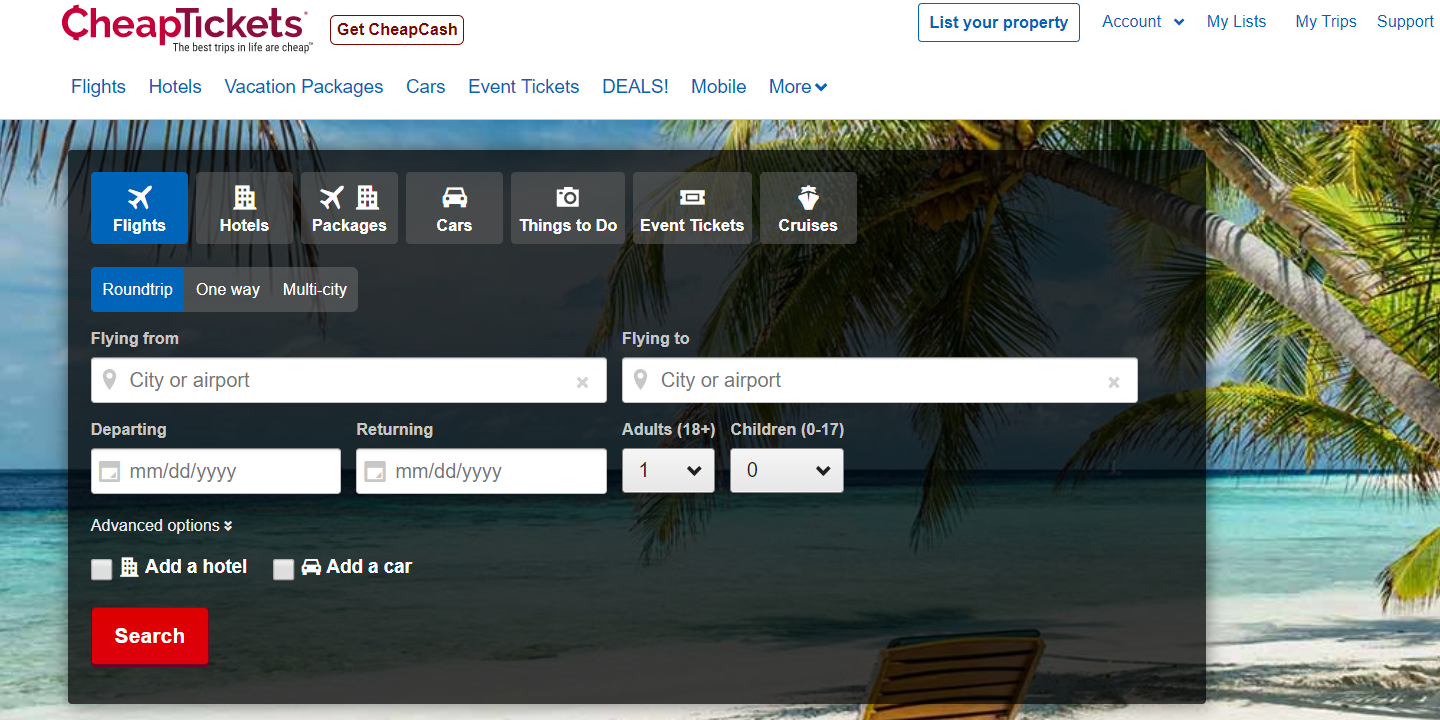 CheapTickets
The best trips in life are cheap™
Get CheapCash
List your property
Account
My Lists
My Trips
Support
Flights
Hotels
Vacation Packages
Cars
Event Tickets
DEALS!
Mobile
More
Flights
Hotels
Packages
Cars
Things to Do
Event Tickets
Cruises
Roundtrip
One way
Multi-city
Flying from
Flying to
City or airport
City or airport
Departing
Returning
Adults (18+)
Children (0-17)
mm/dd/yyyy
mm/dd/yyyy
1
0
Advanced options
Add a hotel
Add a car
Search